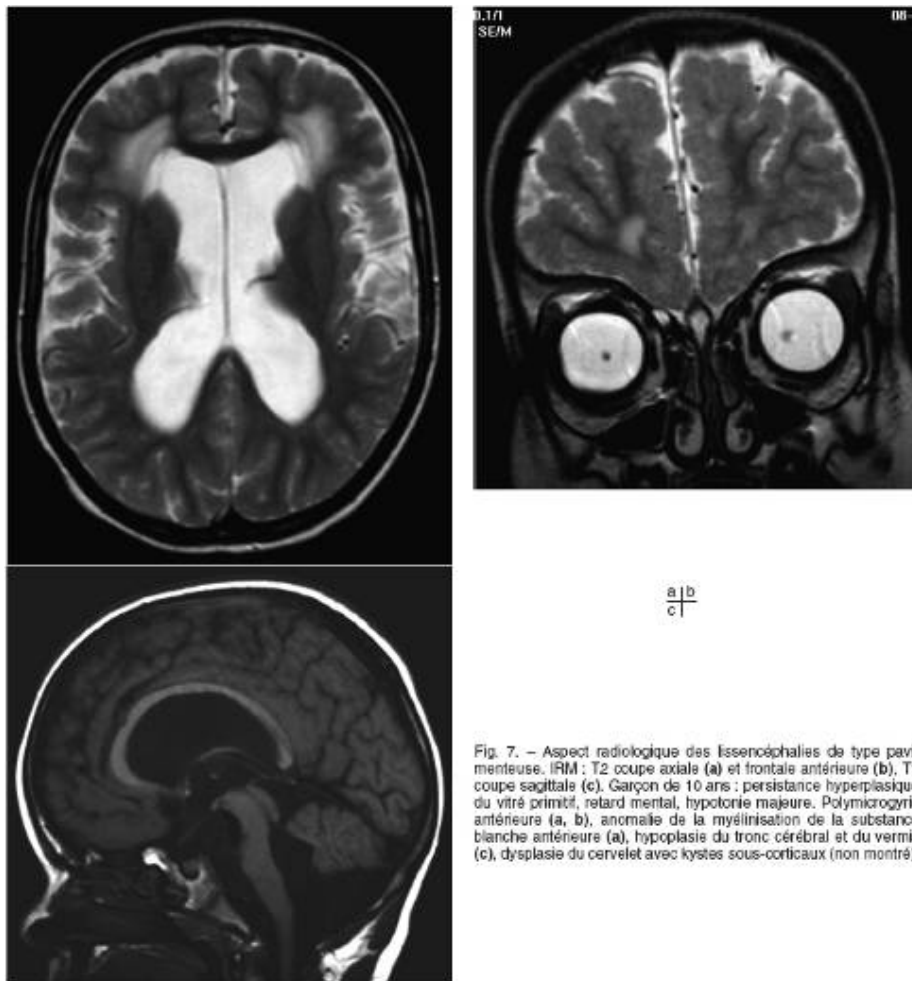 0.1/1
SE/M
08-
a b
c
Fig. 7. – Aspect radiologique des lissencéphalies de type pav
menteuse. IRM : T2 coupe axiale (a) et frontale antérieure (b), T
coupe sagittale (c). Garçon de 10 ans : persistance hyperplasiqu
du vitré primitif, retard mental, hypotonie majeure. Polymicrogyri
antérieure (a, b), anomalie de la myélinisation de la substanc
blanche antérieure (a), hypoplasie du tronc cérébral et du vermi
(c), dysplasie du cervelet avec kystes sous-corticaux (non montré